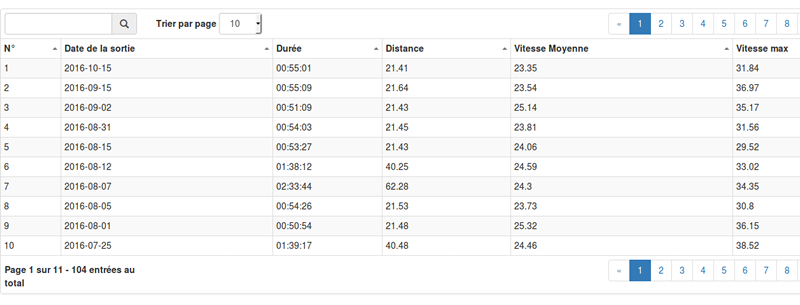 Trier par page 10 « 1 2 3 4 5 6 7 8
N° Date de la sortie Durée Distance Vitesse Moyenne Vitesse max
1 2016-10-15 00:55:01 21.41 23.35 31.84
2 2016-09-15 00:55:09 21.64 23.54 36.97
3 2016-09-02 00:51:09 21.43 25.14 35.17
4 2016-08-31 00:54:03 21.45 23.81 31.56
5 2016-08-15 00:53:27 21.43 24.06 29.52
6 2016-08-12 01:38:12 40.25 24.59 33.02
7 2016-08-07 02:33:44 62.28 24.3 34.35
8 2016-08-05 00:54:26 21.53 23.73 30.8
9 2016-08-01 00:50:54 21.48 25.32 36.15
10 2016-07-25 01:39:17 40.48 24.46 38.52
Page 1 sur 11 - 104 entrées au « 1 2 3 4 5 6 7 8
total